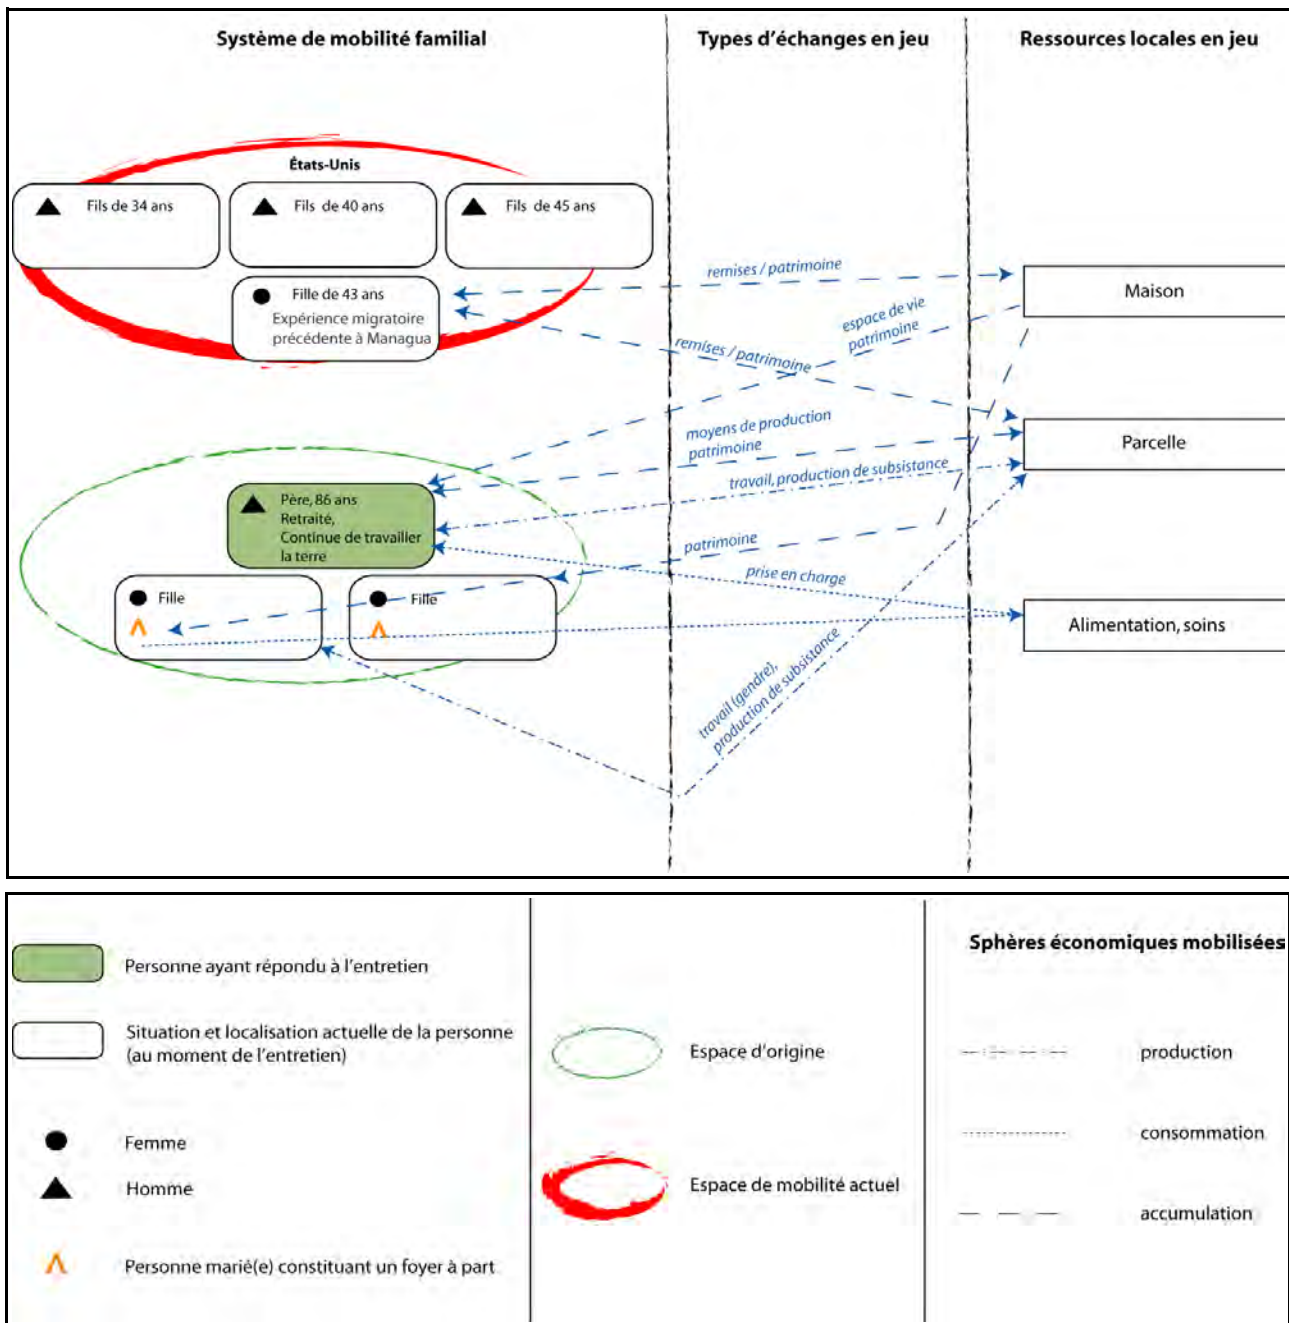 Système de mobilité familial
Types d'échanges en jeu
Ressources locales en jeu
États-Unis
Fils de 34 ans
Fils de 40 ans
Fils de 45 ans
Fille de 43 ans
Expérience migratoire
précédente à Managua
remises / patrimoine
Maison
espace de vie
patrimoine
remises / patrimoine
moyens de production
patrimoine
Parcelle
travail, production de subsistance
Père, 86 ans
Retraité,
Continue de travailler
la terre
patrimoine
prise en charge
Fille
Fille
Alimentation, soins
travail (gendre),
production de subsistance
Personne ayant répondu à l'entretien
Situation et localisation actuelle de la personne
(au moment de l'entretien)
Femme
Homme
Personne marié(e) constituant un foyer à part
Espace d'origine
Espace de mobilité actuel
Sphères économiques mobilisées
production
consommation
accumulation